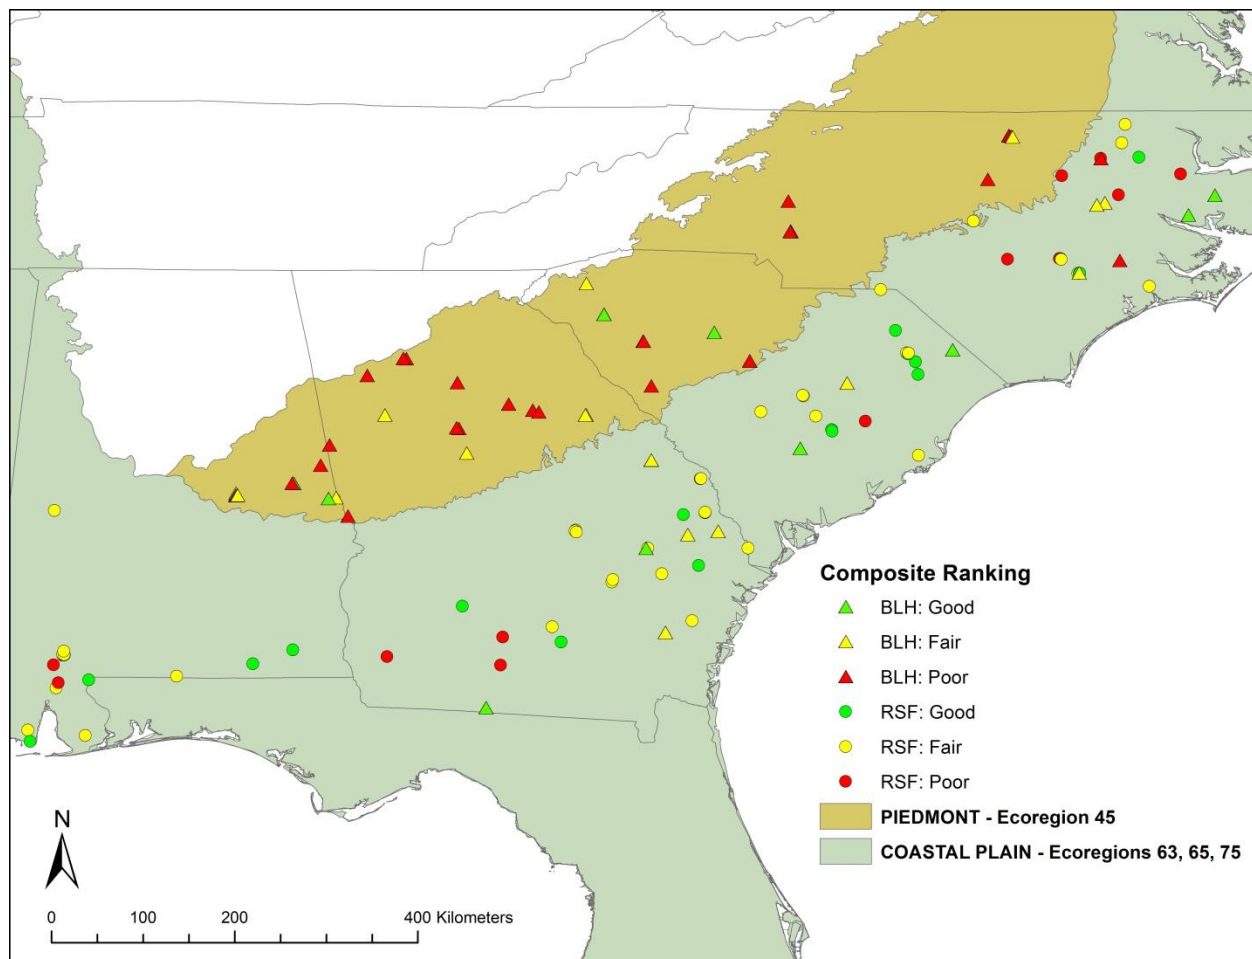 Composite Ranking
BLH: Good
BLH: Fair
BLH: Poor
RSF: Good
RSF: Fair
RSF: Poor
PIEDMONT - Ecoregion 45
COASTAL PLAIN - Ecoregions 63, 65, 75
N
0 100 200 400 Kilometers